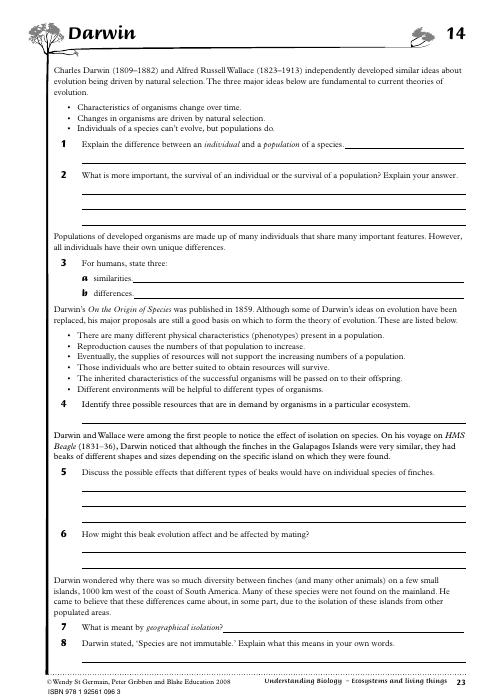 Darwin
14
Charles Darwin (1809–1882) and Alfred Russell Wallace (1823–1913) independently developed similar ideas about
evolution being driven by natural selection. The three major ideas below are fundamental to current theories of
evolution.
• Characteristics of organisms change over time.
• Changes in organisms are driven by natural selection.
• Individuals of a species can't evolve, but populations do.
1 Explain the difference between an individual and a population of a species.
2 What is more important, the survival of an individual or the survival of a population? Explain your answer.
Populations of developed organisms are made up of many individuals that share many important features. However,
all individuals have their own unique differences.
3 For humans, state three:
a similarities.
b differences.
Darwin's On the Origin of Species was published in 1859. Although some of Darwin's ideas on evolution have been
replaced, his major proposals are still a good basis on which to form the theory of evolution. These are listed below.
• There are many different physical characteristics (phenotypes) present in a population.
• Reproduction causes the numbers of that population to increase.
• Eventually, the supplies of resources will not support the increasing numbers of a population.
• Those individuals who are better suited to obtain resources will survive.
• The inherited characteristics of the successful organisms will be passed on to their offspring.
• Different environments will be helpful to different types of organisms.
4 Identify three possible resources that are in demand by organisms in a particular ecosystem.
Darwin and Wallace were among the first people to notice the effect of isolation on species. On his voyage on HMS
Beagle (1831–36), Darwin noticed that although the finches in the Galapagos Islands were very similar, they had
beaks of different shapes and sizes depending on the specific island on which they were found.
5 Discuss the possible effects that different types of beaks would have on individual species of finches.
6 How might this beak evolution affect and be affected by mating?
Darwin wondered why there was so much diversity between finches (and many other animals) on a few small
islands, 1000 km west of the coast of South America. Many of these species were not found on the mainland. He
came to believe that these differences came about, in some part, due to the isolation of these islands from other
populated areas.
7 What is meant by geographical isolation?
8 Darwin stated, 'Species are not immutable.' Explain what this means in your own words.
©Wendy St Germain, Peter Gribben and Blake Education 2008 Understanding Biology – Ecosystems and living things 23
ISBN 978 1 92561 096 3